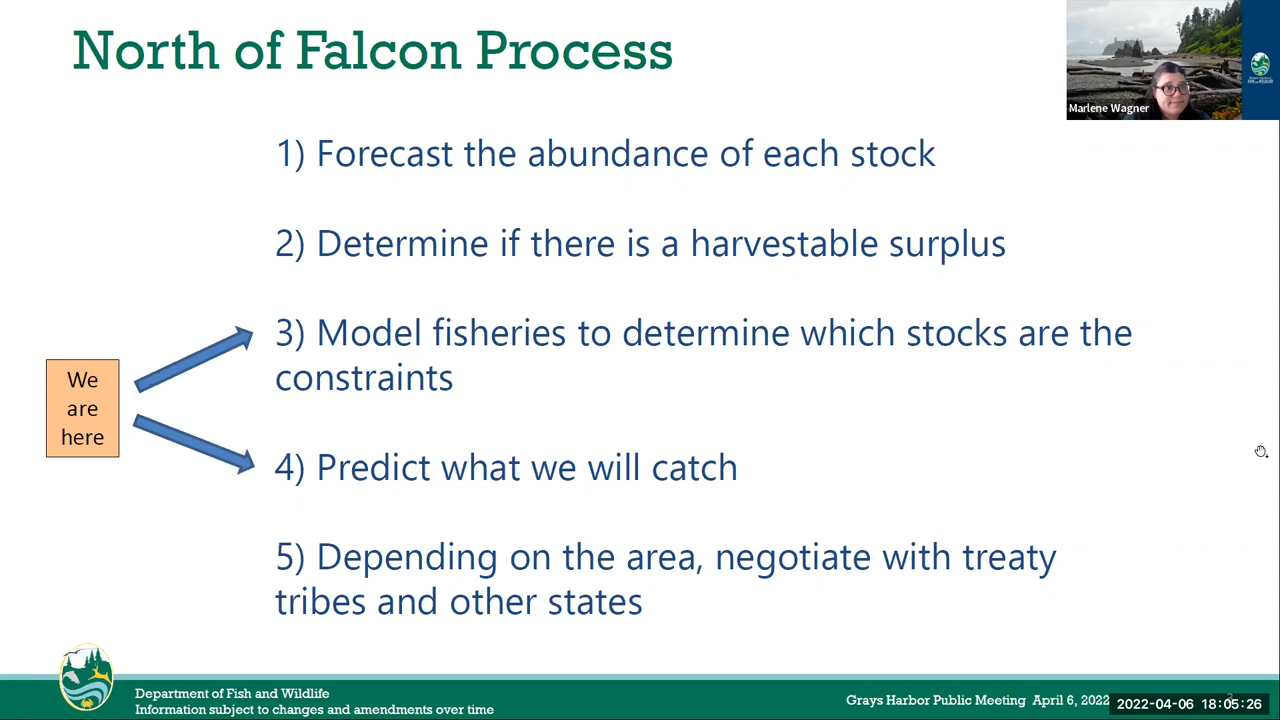 North of Falcon Process
Marlene Wagner
1) Forecast the abundance of each stock
2) Determine if there is a harvestable surplus
3) Model fisheries to determine which stocks are the
constraints
We
are
here
4) Predict what we will catch
5) Depending on the area, negotiate with treaty
tribes and other states
Department of Fish and Wildlife
Information subject to changes and amendments over time
Grays Harbor Public Meeting April 6, 2022
2022-04-06 18:05:26